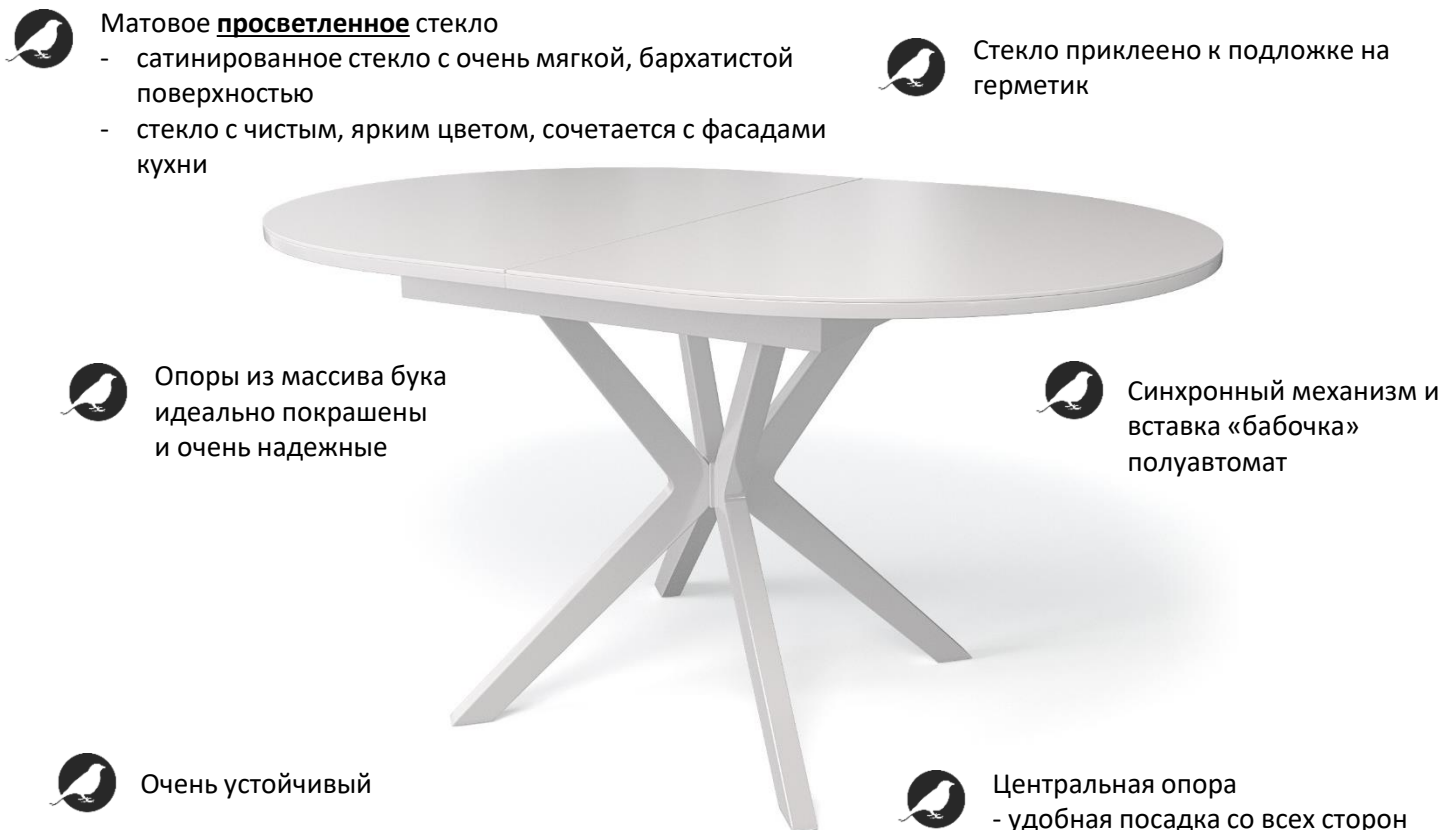 Матовое просветленное стекло
- сатинированное стекло с очень мягкой, бархатистой
поверхностью
- стекло с чистым, ярким цветом, сочетается с фасадами
кухни
Стекло приклеено к подложке на
герметик
Опоры из массива бука
идеально покрашены
и очень надежные
Синхронный механизм и
вставка «бабочка»
полуавтомат
Очень устойчивый
Центральная опора
- удобная посадка со всех сторон